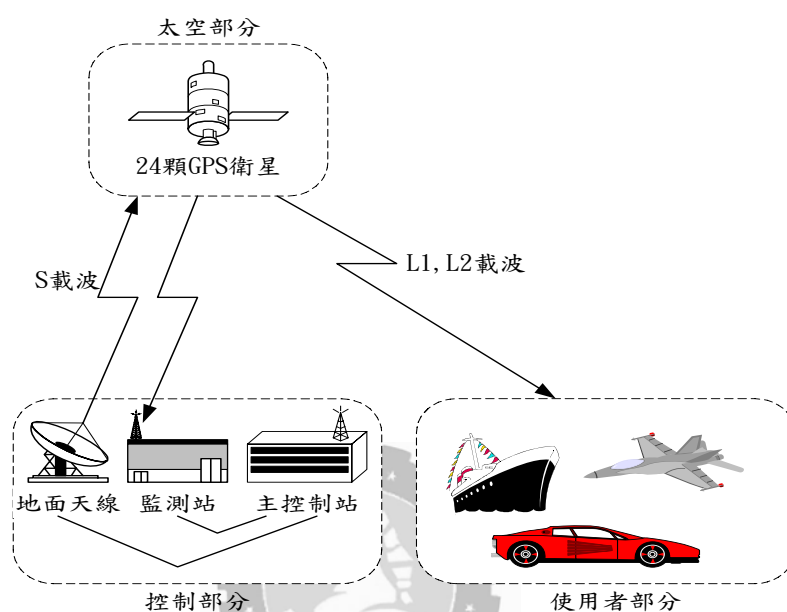 太空部分
24顆GPS衛星
S載波
L1, L2載波
地面天線
監測站
主控制站
控制部分
使用者部分